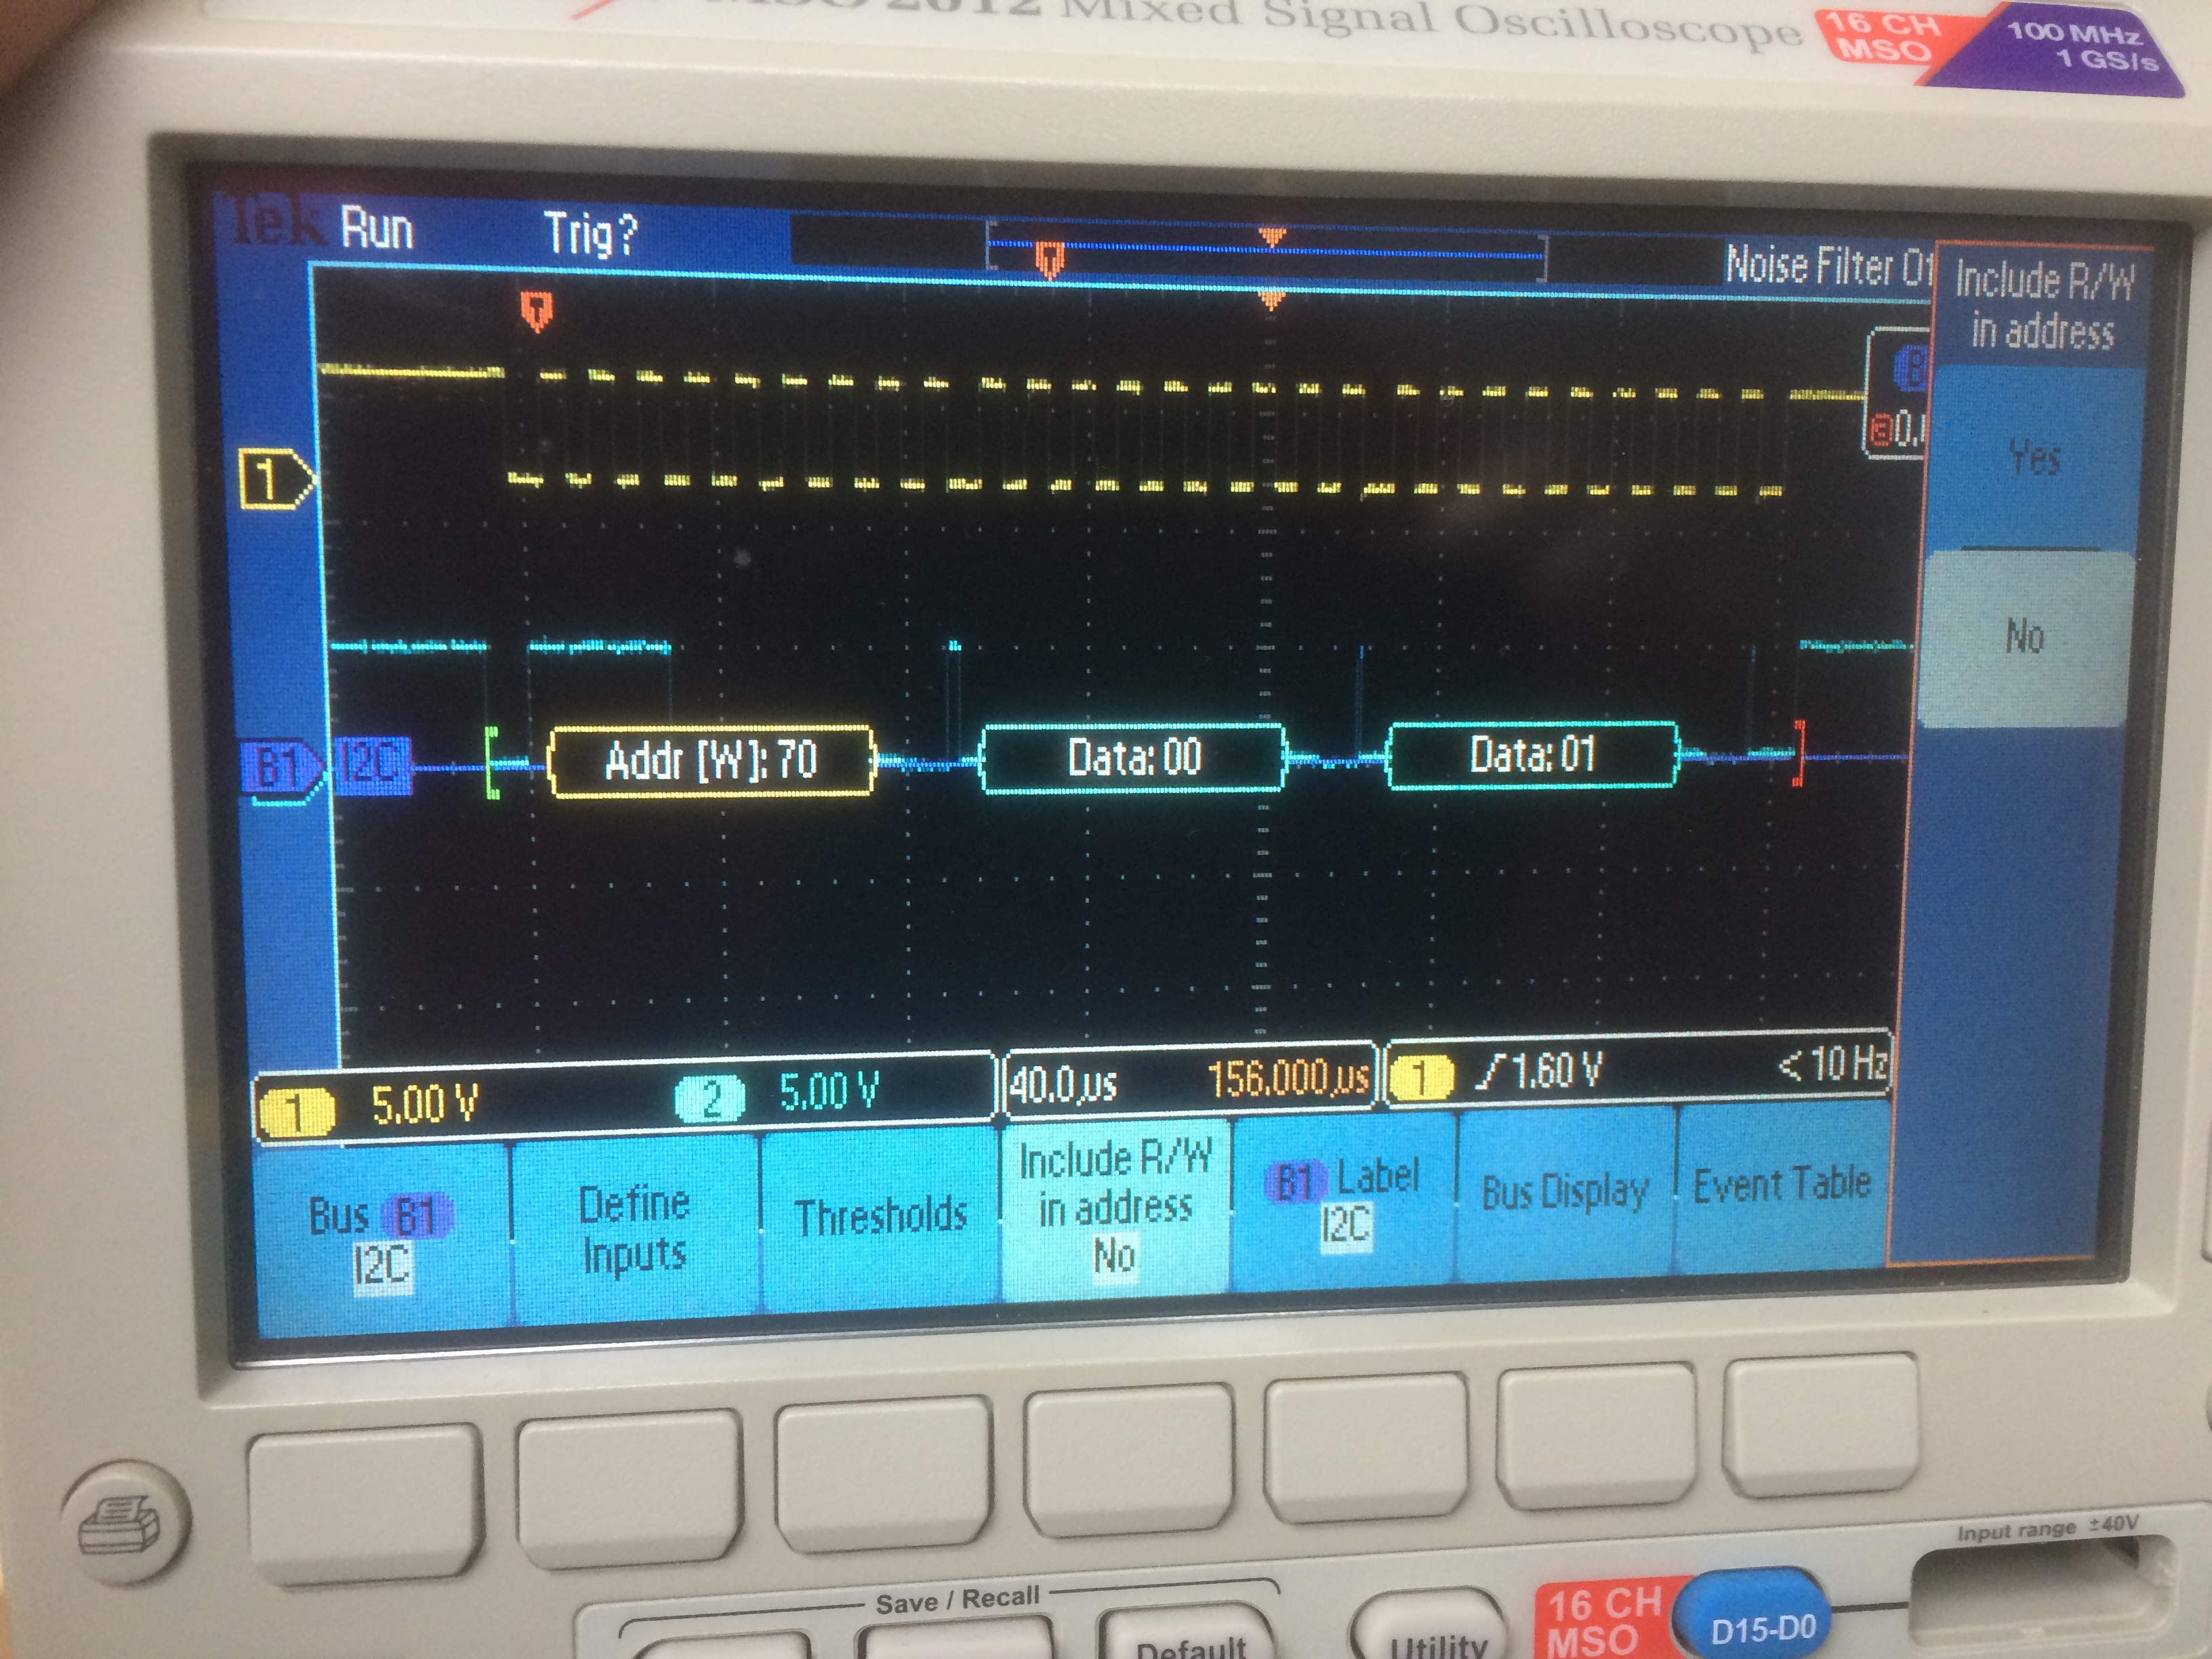 MSO 2012 Mixed Signal Oscilloscope
16 CH
MSO
100 MHz
1 GS/s
Tek Run
Trig?
Noise Filter Of
T
T
1
B
0.
Include R/W
in address
Yes
No
B1 I2C
Addr [W]: 70
Data: 00
Data: 01
1 5.00 V
2 5.00 V
40.0µs 156.000µs
1 1.60 V <10 Hz
Bus B1
I2C
Define
Inputs
Thresholds
Include R/W
in address
No
B1 Label
I2C
Bus Display
Event Table
Input range ±40V
Save / Recall
Default
Utility
16 CH
MSO
D15-D0